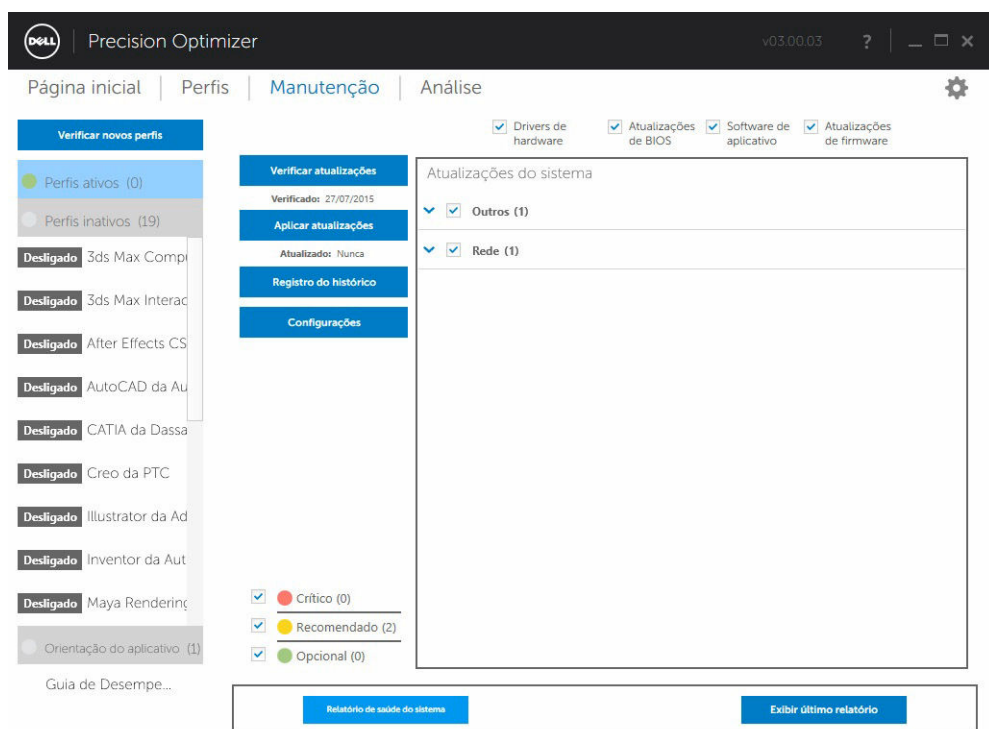 DELL Precision Optimizer v03.00.03 ?
Página inicial Perfis Manutenção Análise
Verificar novos perfis
Perfis ativos (0)
Perfis inativos (19)
Desligado 3ds Max Comp
Desligado 3ds Max Interac
Desligado After Effects CS
Desligado AutoCAD da Au
Desligado CATIA da Dassa
Desligado Creo da PTC
Desligado Illustrator da Ad
Desligado Inventor da Aut
Desligado Maya Rendering
Orientação do aplicativo (1)
Guia de Desempe...
Verificar atualizações
Verificado: 27/07/2015
Aplicar atualizações
Atualizado: Nunca
Registro do histórico
Configurações
Crítico (0)
Recomendado (2)
Opcional (0)
Drivers de
hardware
Atualizações
de BIOS
Software de
aplicativo
Atualizações
de firmware
Atualizações do sistema
Outros (1)
Rede (1)
Relatório de saúde do sistema
Exibir último relatório